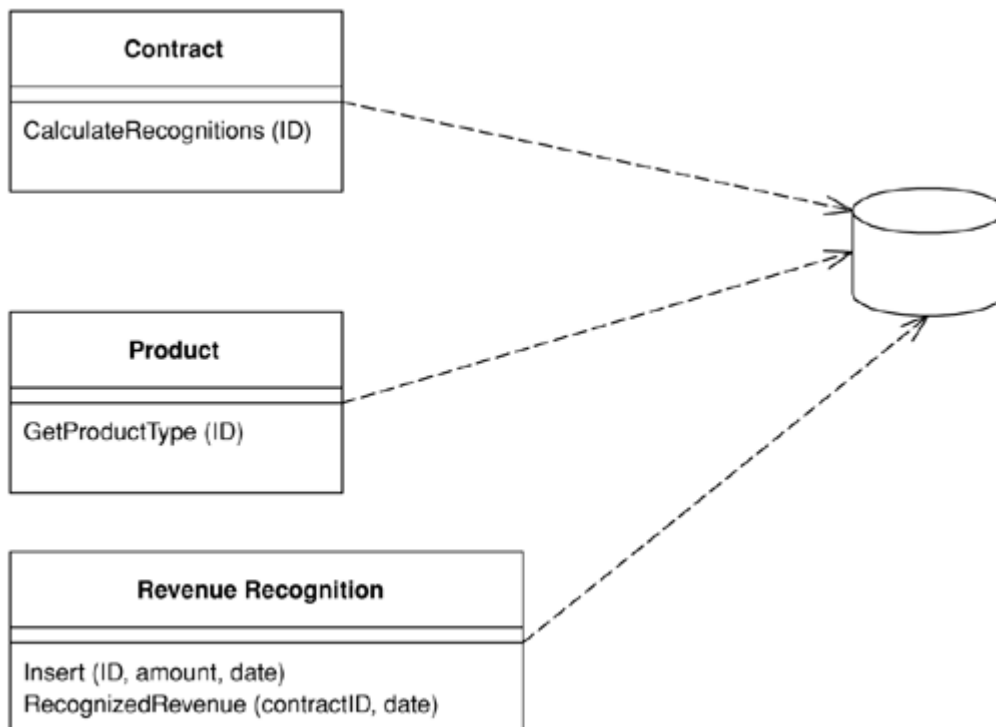 Contract
CalculateRecognitions (ID)
Product
GetProductType (ID)
Revenue Recognition
Insert (ID, amount, date)
RecognizedRevenue (contractID, date)